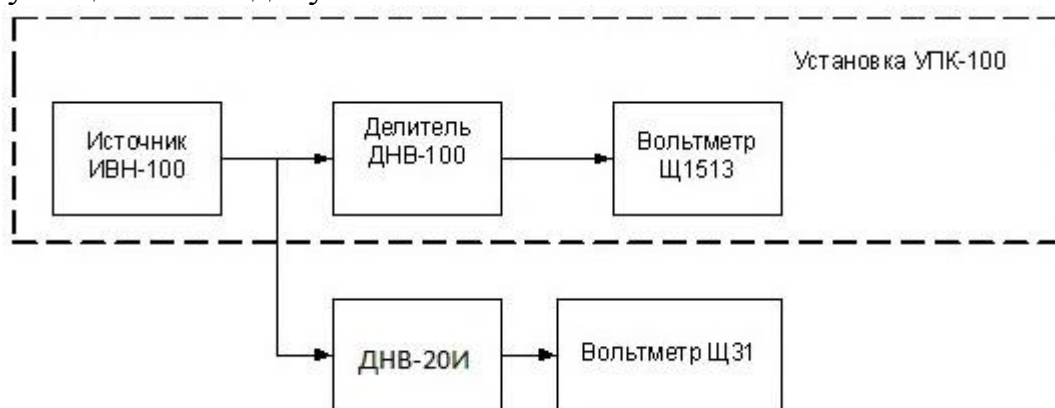 Установка УПК-100
Источник
ИВН-100
Делитель
ДНВ-100
Вольтметр
Щ1513
ДНВ-20И
Вольтметр Щ31